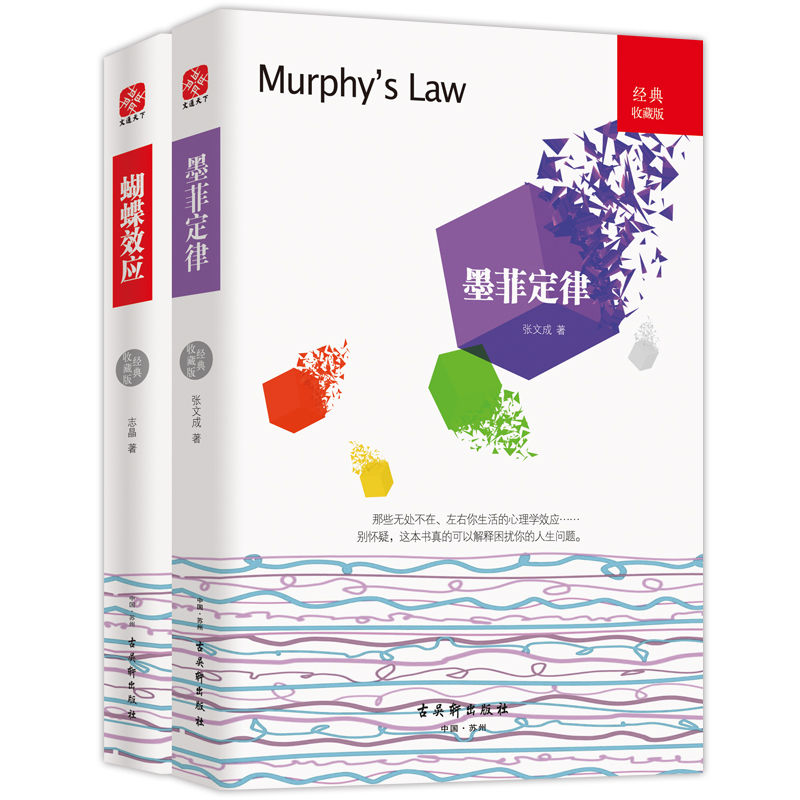 文通天下
蝴蝶效应
经典
收藏版
志晶 著
中国·苏州
古吴轩出版社
文通天下
墨菲定律
经典
收藏版
张文成 著
中国·苏州
古吴轩出版社
Murphy's Law
经典
收藏版
墨菲定律
张文成 著
那些无处不在、左右你生活的心理学效应……
别怀疑，这本书真的可以解释困扰你的人生问题。
古吴轩出版社
中国·苏州